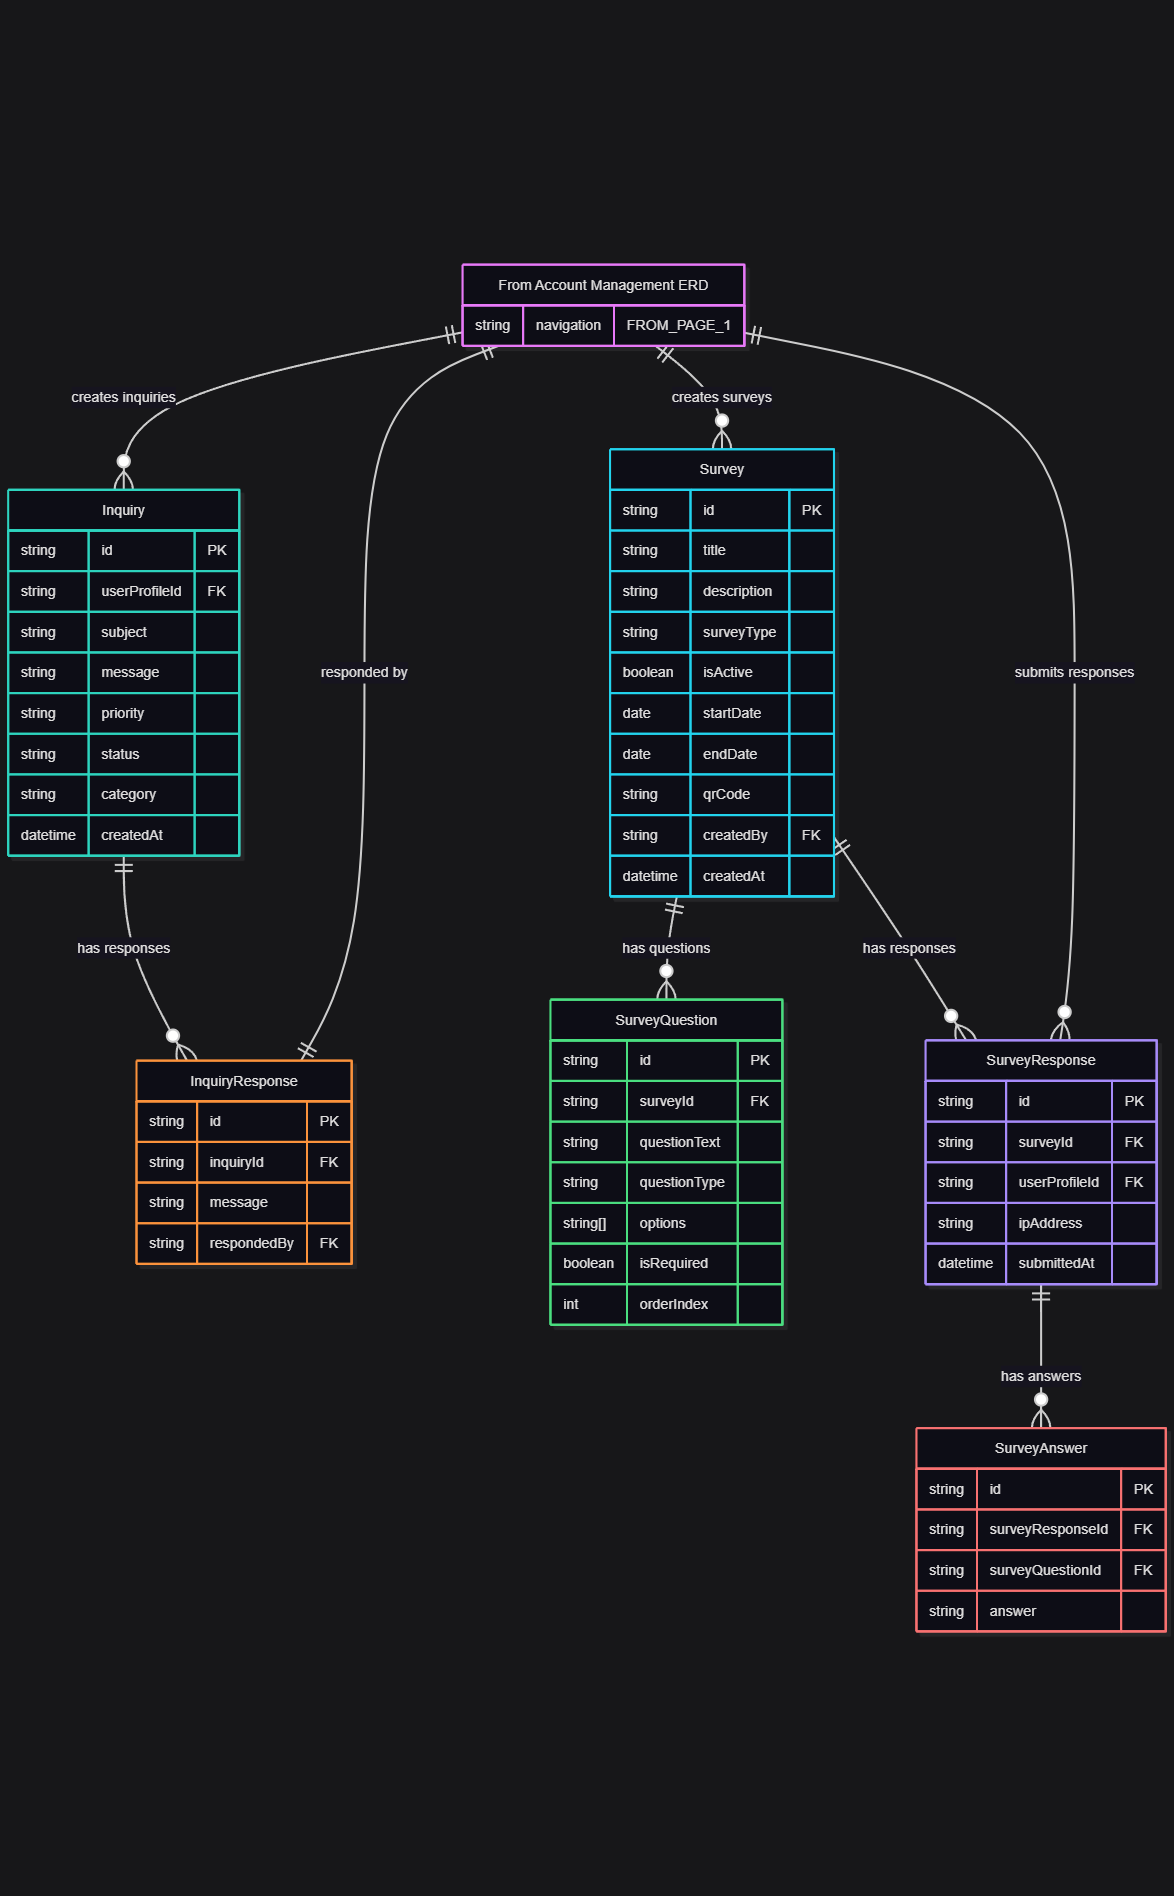 From Account Management ERD
string navigation FROM_PAGE_1
creates inquiries
creates surveys
responded by
submits responses
Inquiry
string id PK
string userProfileId FK
string subject
string message
string priority
string status
string category
datetime createdAt
Survey
string id PK
string title
string description
string surveyType
boolean isActive
date startDate
date endDate
string qrCode
string createdBy FK
datetime createdAt
has responses
has questions
has responses
InquiryResponse
string id PK
string inquiryId FK
string message
string respondedBy FK
SurveyQuestion
string id PK
string surveyId FK
string questionText
string questionType
string[] options
boolean isRequired
int orderIndex
SurveyResponse
string id PK
string surveyId FK
string userProfileId FK
string ipAddress
datetime submittedAt
has answers
SurveyAnswer
string id PK
string surveyResponseId FK
string surveyQuestionId FK
string answer